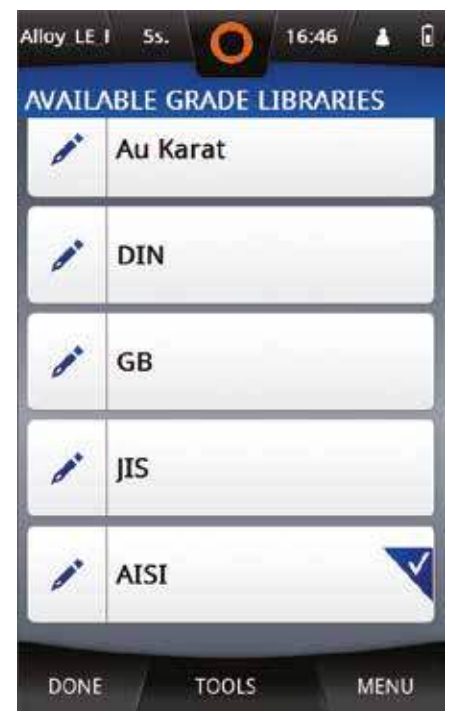 Alloy LE 5s. 16:46
AVAILABLE GRADE LIBRARIES
Au Karat
DIN
GB
JIS
AISI
DONE TOOLS MENU